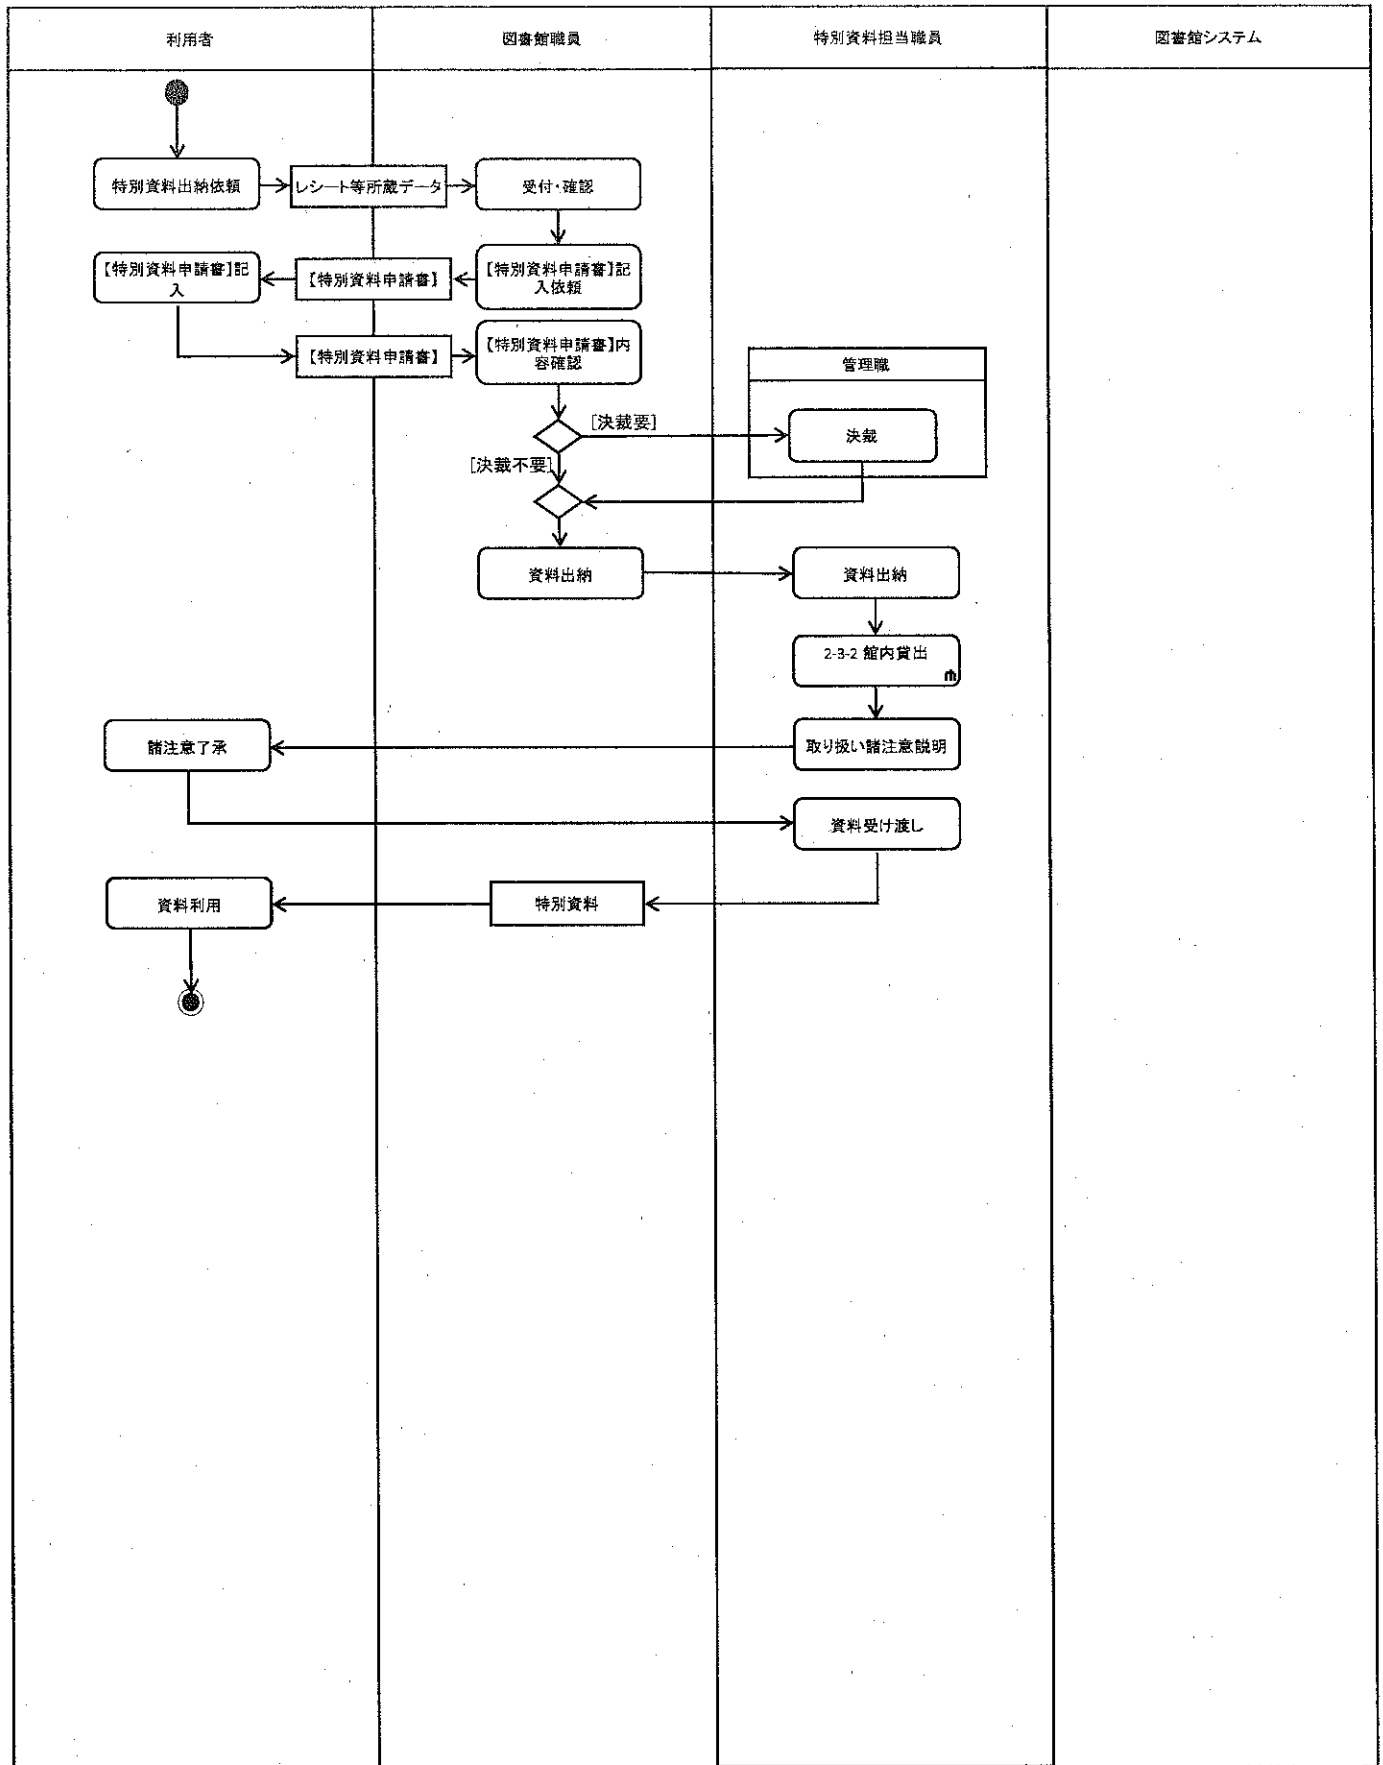 利用者
図書館職員
特別資料担当職員
図書館システム
特別資料出納依頼
レシート等所蔵データ
受付・確認
【特別資料申請書】記
入
【特別資料申請書】
【特別資料申請書】記
入依頼
【特別資料申請書】
【特別資料申請書】内
容確認
管理職
[決裁要]
決裁
[決裁不要]
資料出納
資料出納
2-3-2 館内貸出
諸注意了承
取り扱い諸注意説明
資料受け渡し
資料利用
特別資料